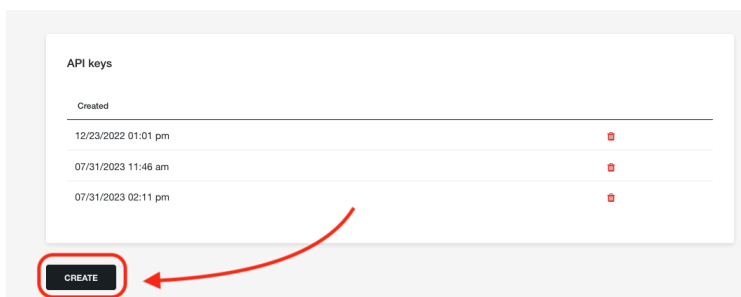 API keys
Created
12/23/2022 01:01 pm
07/31/2023 11:46 am
07/31/2023 02:11 pm
CREATE